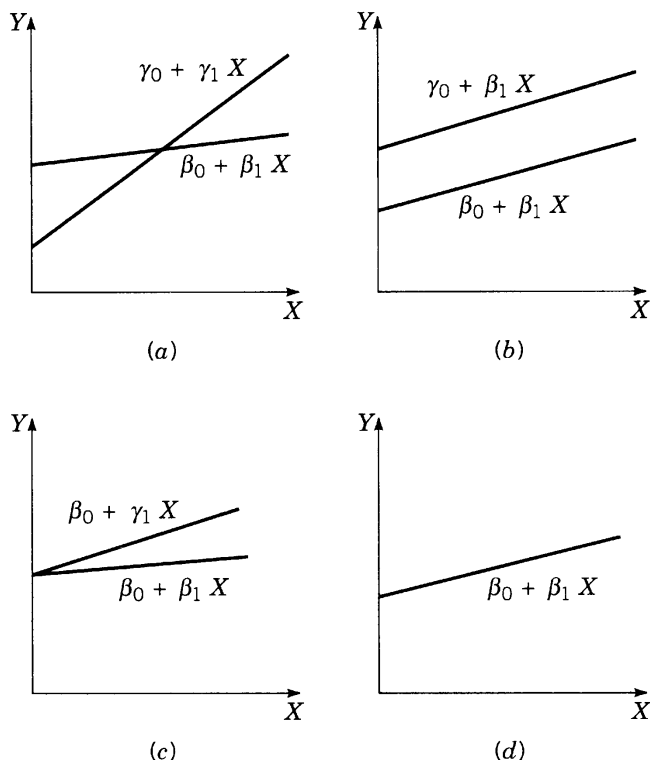 Y
γ₀ + γ₁ X
β₀ + β₁ X
X
(a)
Y
γ₀ + β₁ X
β₀ + β₁ X
X
(b)
Y
β₀ + γ₁ X
β₀ + β₁ X
X
(c)
Y
β₀ + β₁ X
X
(d)